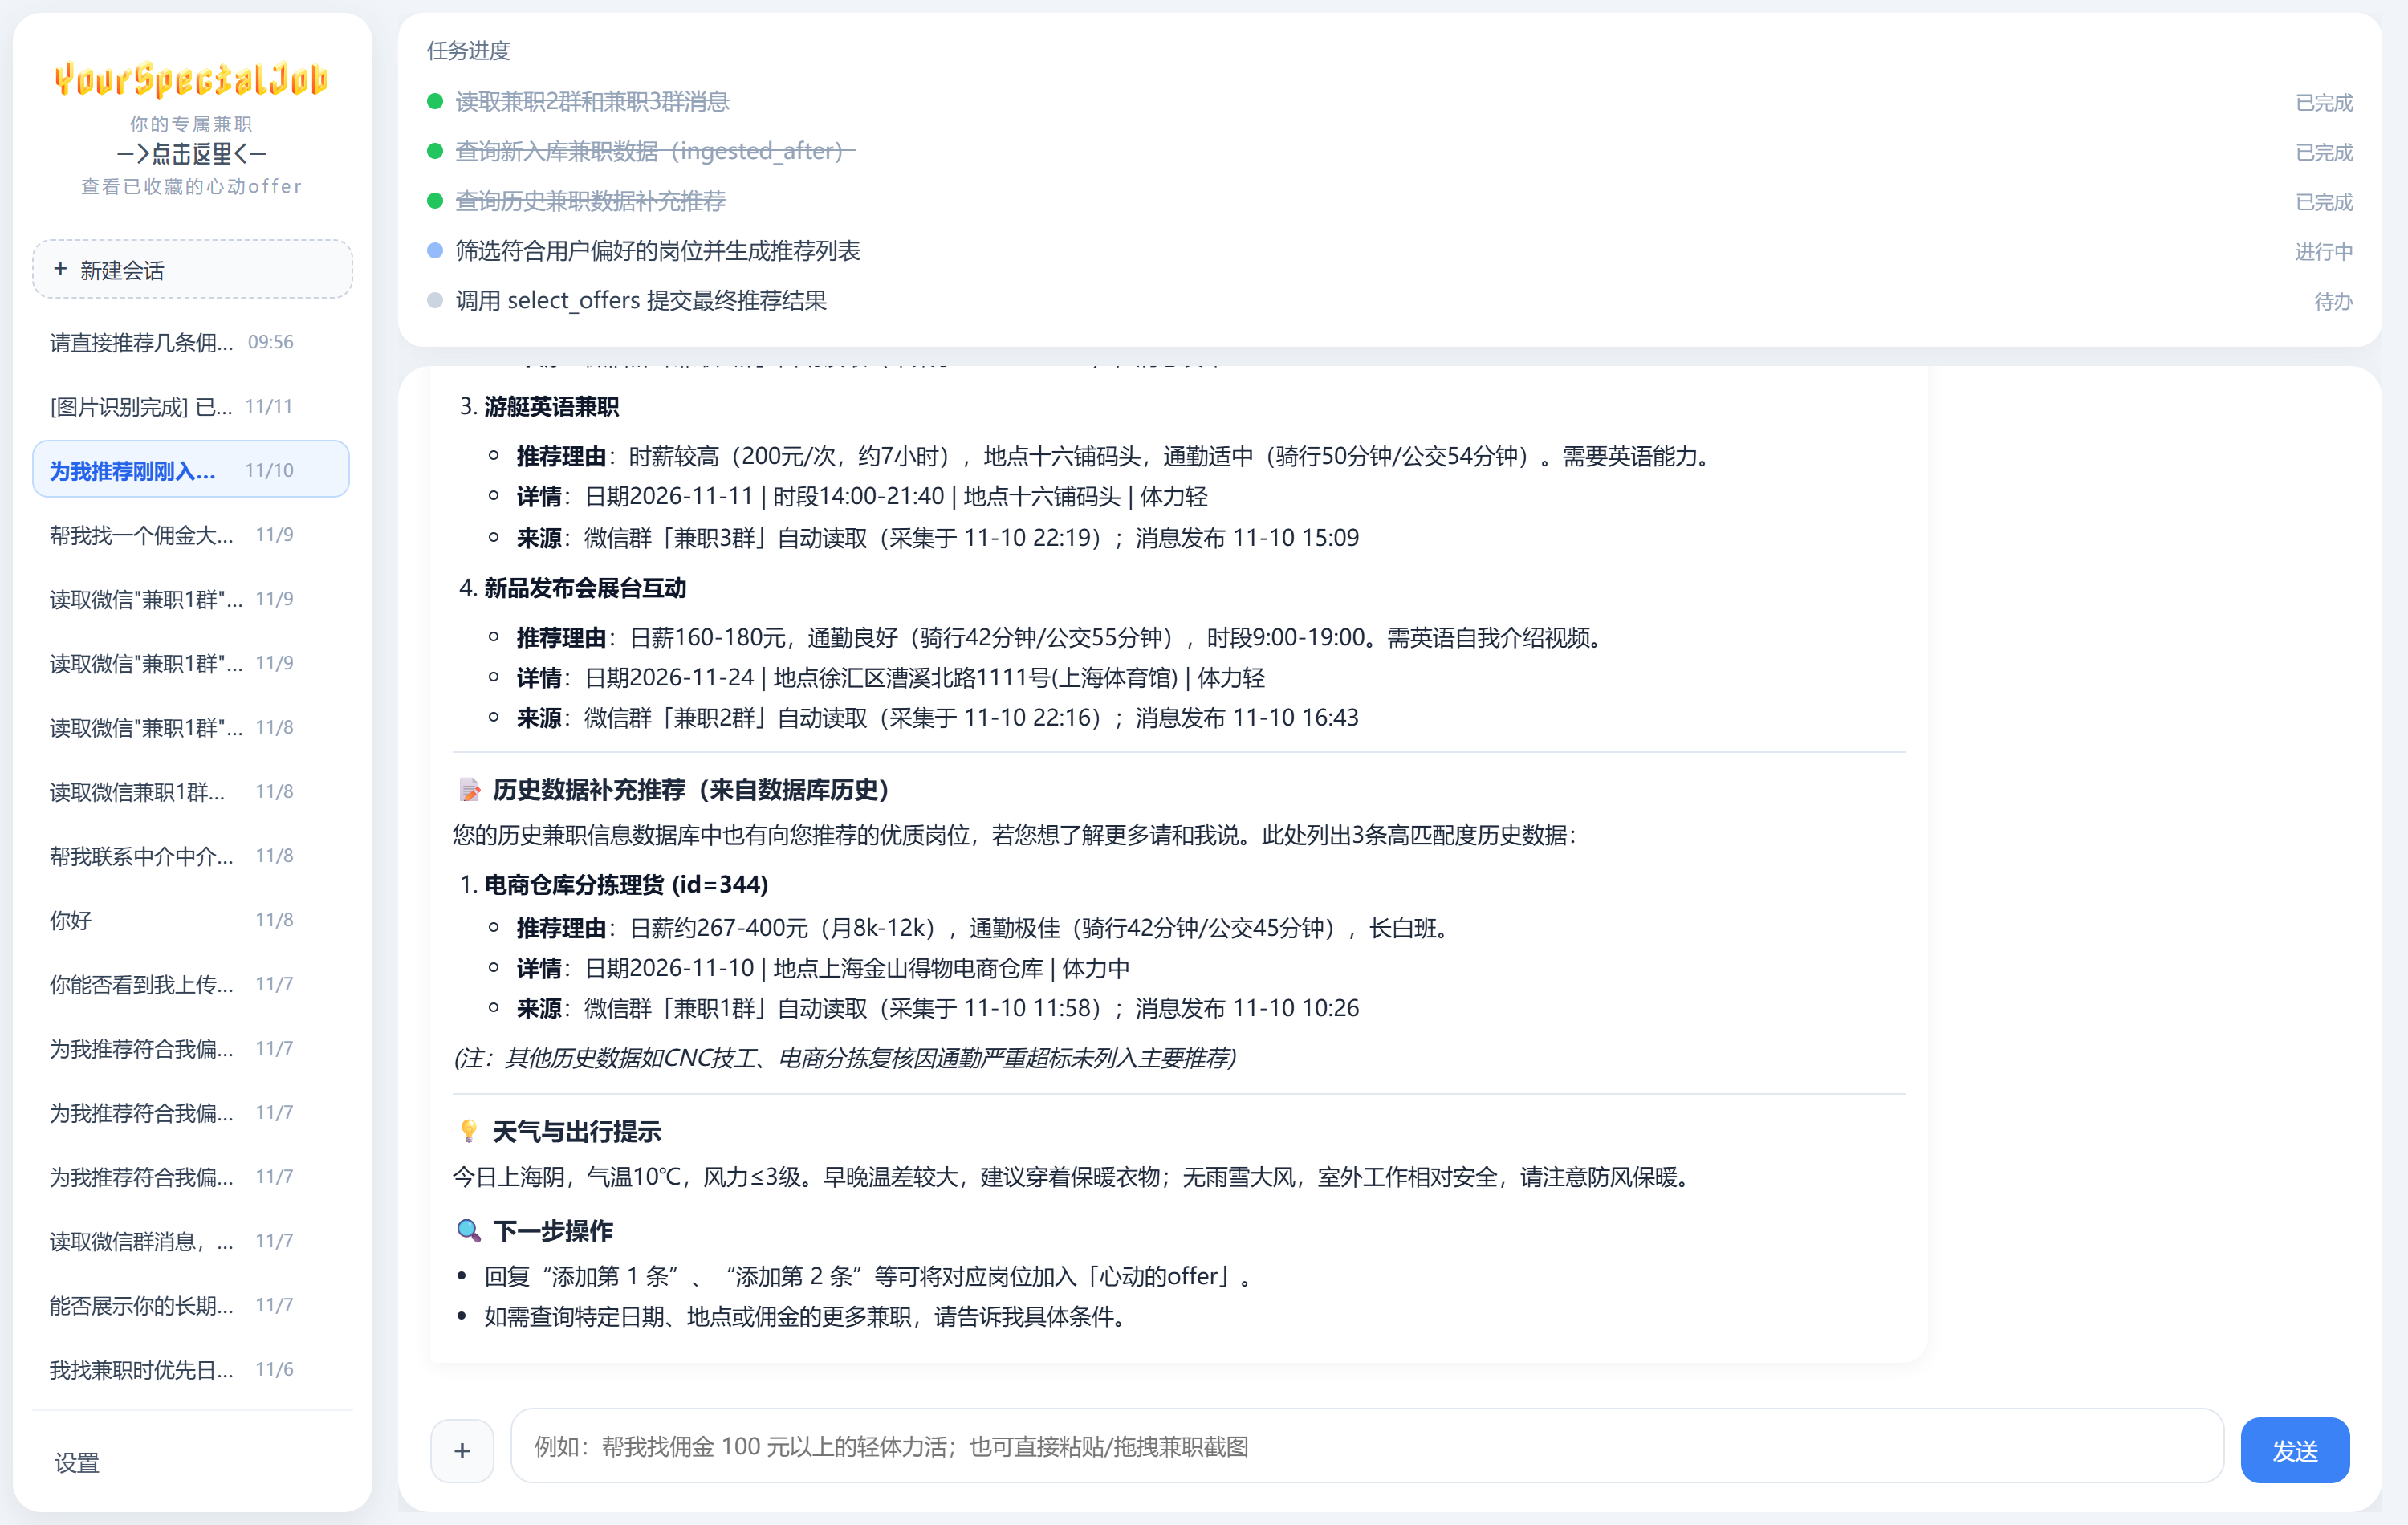 YourSpecialJob
你的专属兼职
—>点击这里<—
查看已收藏的心动offer
+ 新建会话
请直接推荐几条佣... 09:56
[图片识别完成] 已... 11/11
为我推荐刚刚入... 11/10
帮我找一个佣金大... 11/9
读取微信"兼职1群"... 11/9
读取微信"兼职1群"... 11/9
读取微信"兼职1群"... 11/8
读取微信兼职1群... 11/8
帮我联系中介中介... 11/8
你好 11/8
你能否看到我上传... 11/7
为我推荐符合我偏... 11/7
为我推荐符合我偏... 11/7
为我推荐符合我偏... 11/7
读取微信群消息，... 11/7
能否展示你的长期... 11/7
我找兼职时优先日... 11/6
设置
任务进度
读取兼职2群和兼职3群消息 已完成
查询新入库兼职数据（ingested_after） 已完成
查询历史兼职数据补充推荐 已完成
筛选符合用户偏好的岗位并生成推荐列表 进行中
调用 select_offers 提交最终推荐结果 待办
3. 游艇英语兼职
推荐理由：时薪较高（200元/次，约7小时），地点十六铺码头，通勤适中（骑行50分钟/公交54分钟）。需要英语能力。
详情：日期2026-11-11 | 时段14:00-21:40 | 地点十六铺码头 | 体力轻
来源：微信群「兼职3群」自动读取（采集于 11-10 22:19）；消息发布 11-10 15:09
4. 新品发布会展台互动
推荐理由：日薪160-180元，通勤良好（骑行42分钟/公交55分钟），时段9:00-19:00。需英语自我介绍视频。
详情：日期2026-11-24 | 地点徐汇区漕溪北路1111号(上海体育馆) | 体力轻
来源：微信群「兼职2群」自动读取（采集于 11-10 22:16）；消息发布 11-10 16:43
📝 历史数据补充推荐（来自数据库历史）
您的历史兼职信息数据库中也有向您推荐的优质岗位，若您想了解更多请和我说。此处列出3条高匹配度历史数据：
1. 电商仓库分拣理货 (id=344)
推荐理由：日薪约267-400元（月8k-12k），通勤极佳（骑行42分钟/公交45分钟），长白班。
详情：日期2026-11-10 | 地点上海金山得物电商仓库 | 体力中
来源：微信群「兼职1群」自动读取（采集于 11-10 11:58）；消息发布 11-10 10:26
(注：其他历史数据如CNC技工、电商分拣复核因通勤严重超标未列入主要推荐)
💡 天气与出行提示
今日上海阴，气温10℃，风力≤3级。早晚温差较大，建议穿着保暖衣物；无雨雪大风，室外工作相对安全，请注意防风保暖。
🔍 下一步操作
回复“添加第 1 条”、“添加第 2 条”等可将对应岗位加入「心动的offer」。
如需查询特定日期、地点或佣金的更多兼职，请告诉我具体条件。
+
例如：帮我找佣金 100 元以上的轻体力活；也可直接粘贴/拖拽兼职截图
发送